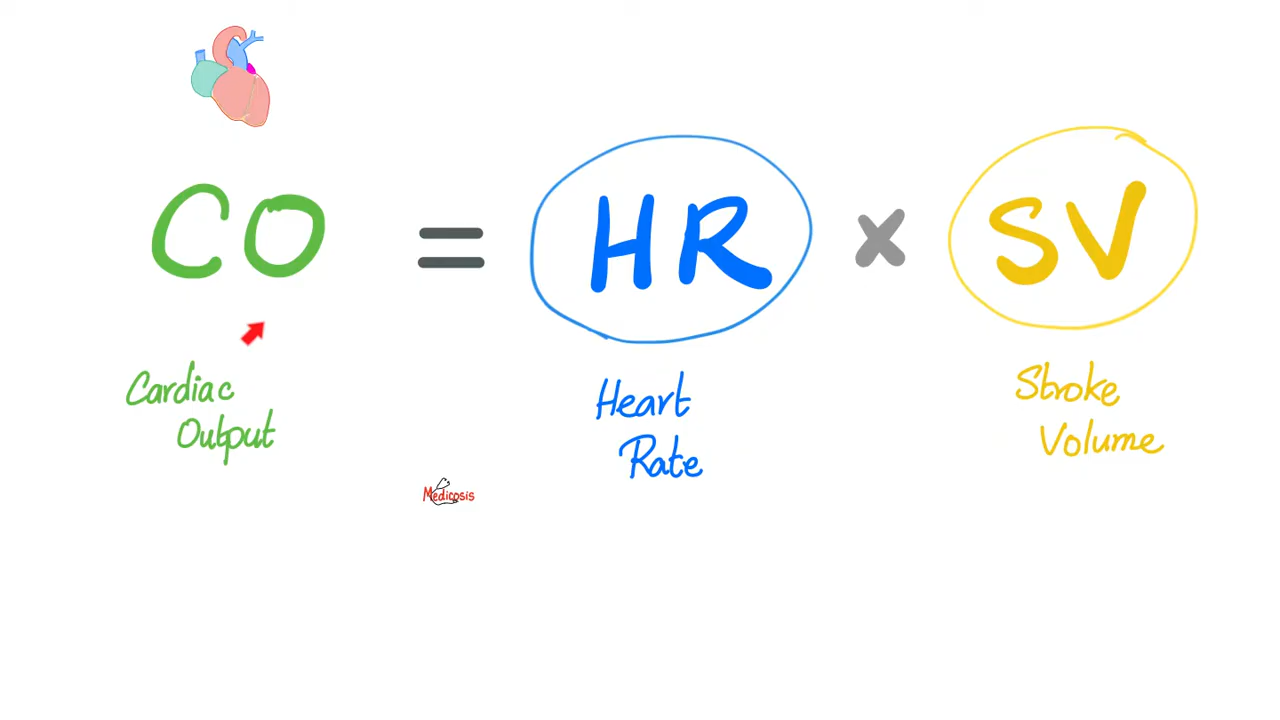 CO = HR × SV
Cardiac
Output
Heart
Rate
Stroke
Volume
Medicosis